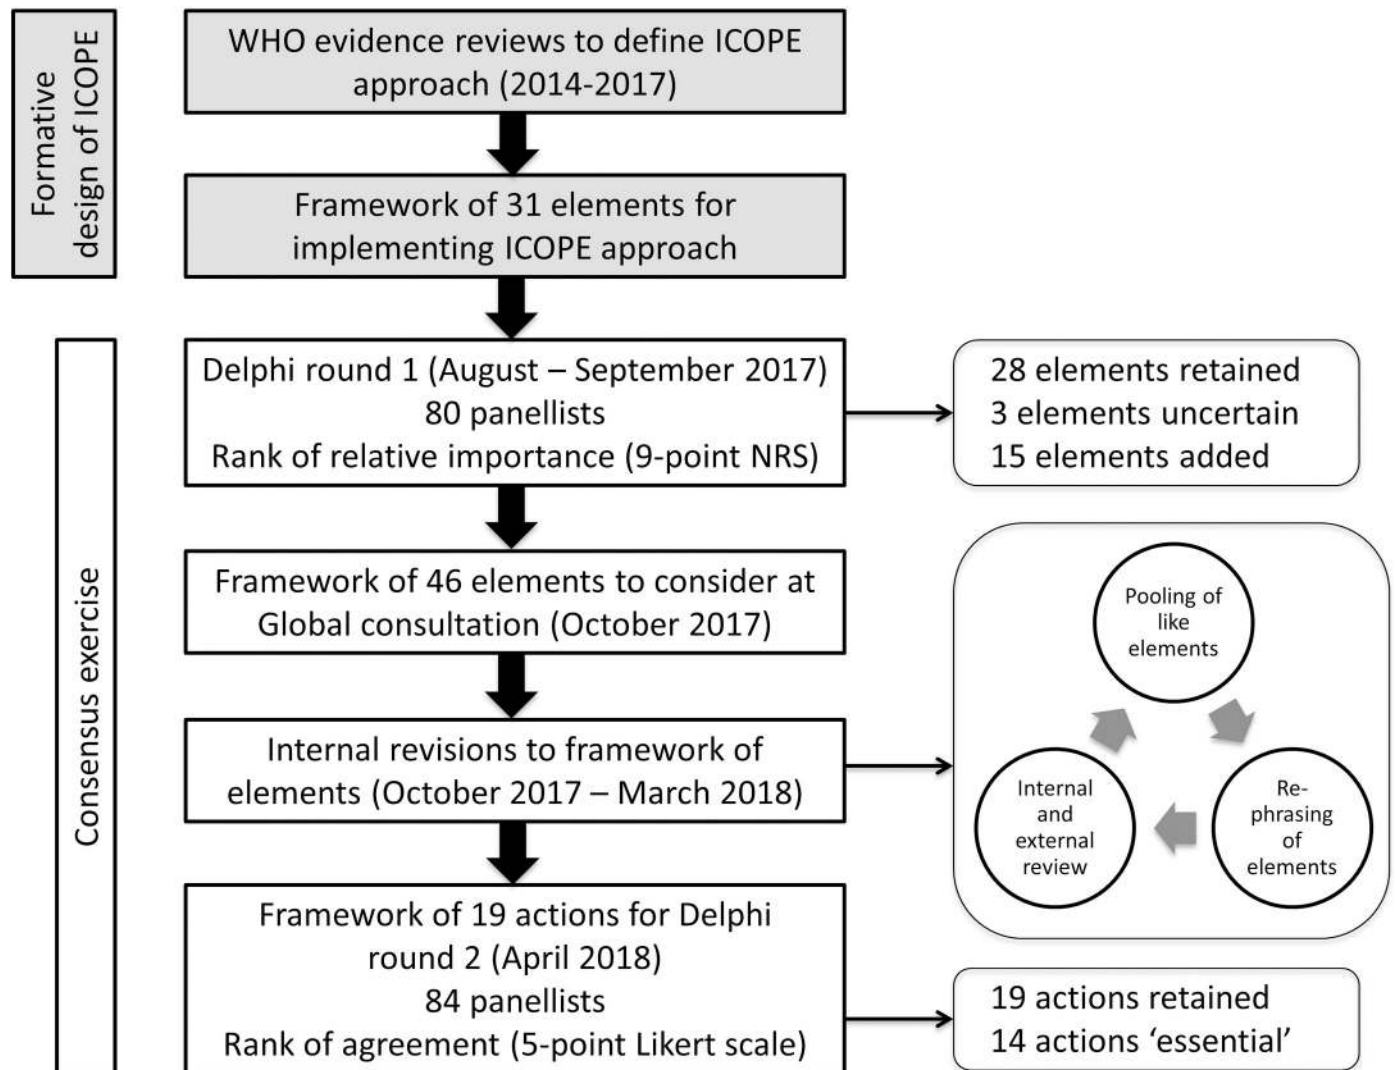 Formative
design of ICOPE
WHO evidence reviews to define ICOPE
approach (2014-2017)
Framework of 31 elements for
implementing ICOPE approach
Consensus exercise
Delphi round 1 (August – September 2017)
80 panellists
Rank of relative importance (9-point NRS)
28 elements retained
3 elements uncertain
15 elements added
Framework of 46 elements to consider at
Global consultation (October 2017)
Internal revisions to framework of
elements (October 2017 – March 2018)
Pooling of
like
elements
Re-
phrasing
of
elements
Internal
and
external
review
Framework of 19 actions for Delphi
round 2 (April 2018)
84 panellists
Rank of agreement (5-point Likert scale)
19 actions retained
14 actions ‘essential’